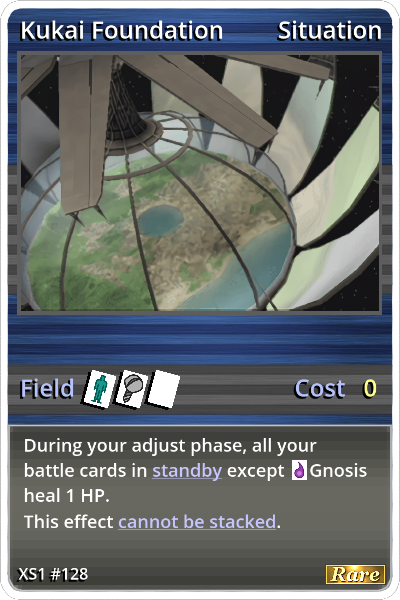 Kukai Foundation Situation
Field Cost 0
During your adjust phase, all your
battle cards in standby except Gnosis
heal 1 HP.
This effect cannot be stacked.
XS1 #128 Rare